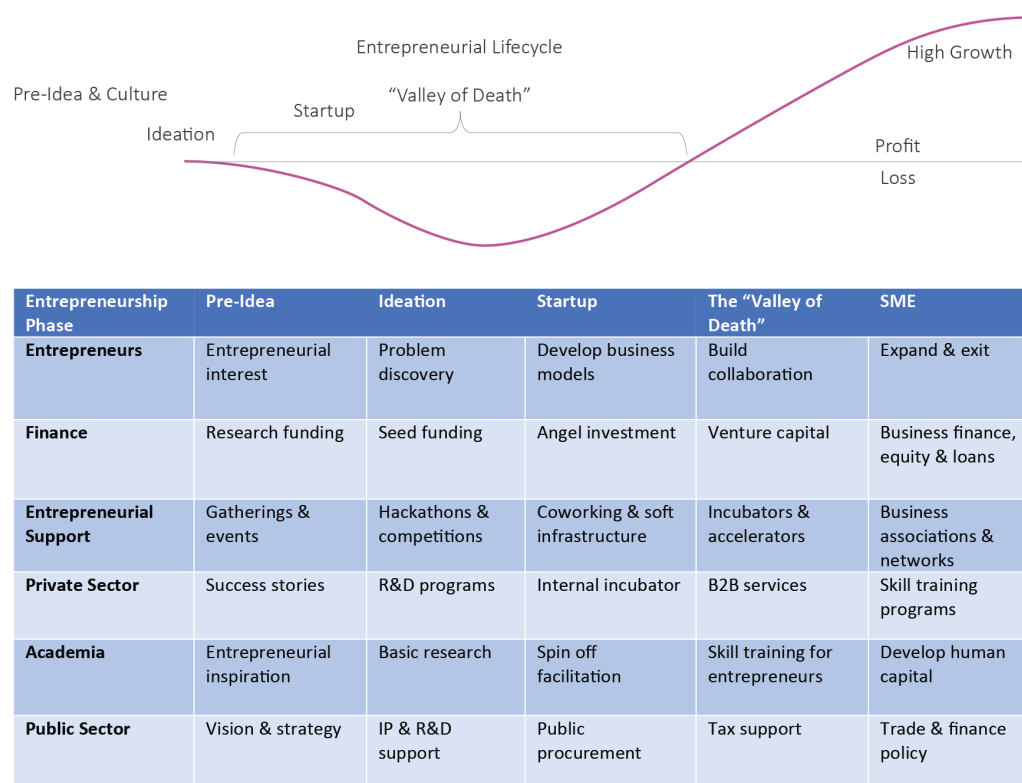 Entrepreneurial Lifecycle
High Growth
Pre-Idea & Culture
“Valley of Death”
Startup
Ideation
Profit
Loss
Entrepreneurship Phase
Pre-Idea
Ideation
Startup
The “Valley of Death”
SME
Entrepreneurs
Entrepreneurial interest
Problem discovery
Develop business models
Build collaboration
Expand & exit
Finance
Research funding
Seed funding
Angel investment
Venture capital
Business finance, equity & loans
Entrepreneurial Support
Gatherings & events
Hackathons & competitions
Coworking & soft infrastructure
Incubators & accelerators
Business associations & networks
Private Sector
Success stories
R&D programs
Internal incubator
B2B services
Skill training programs
Academia
Entrepreneurial inspiration
Basic research
Spin off facilitation
Skill training for entrepreneurs
Develop human capital
Public Sector
Vision & strategy
IP & R&D support
Public procurement
Tax support
Trade & finance policy